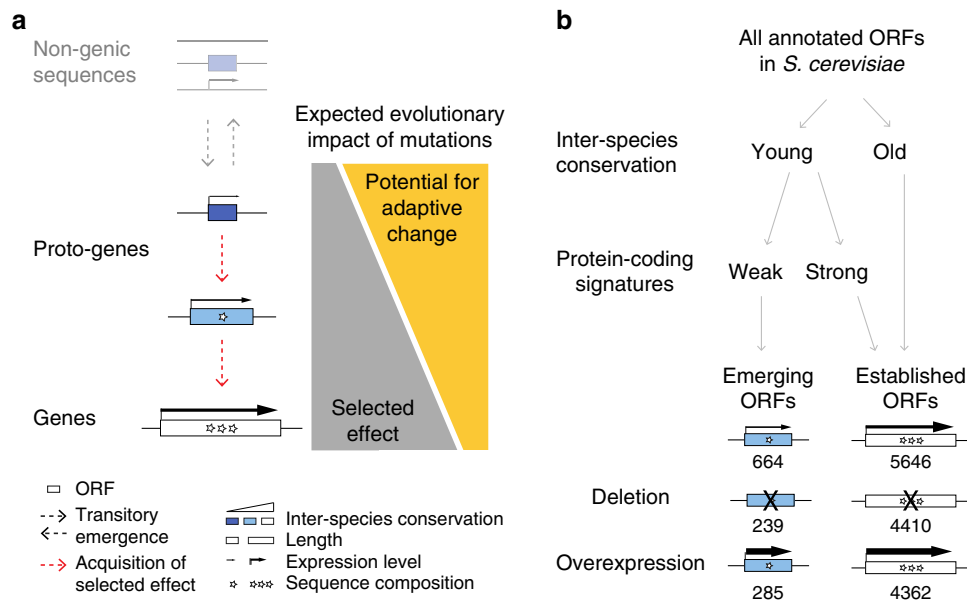 a
Non-genic
sequences
Proto-genes
Genes
Expected evolutionary
impact of mutations
Potential for
adaptive
change
Selected
effect
ORF
Transitory
emergence
Acquisition of
selected effect
Inter-species conservation
Length
Expression level
Sequence composition
b
All annotated ORFs
in S. cerevisiae
Inter-species
conservation
Young
Old
Protein-coding
signatures
Weak
Strong
Emerging
ORFs
Established
ORFs
664
5646
Deletion
239
4410
Overexpression
285
4362